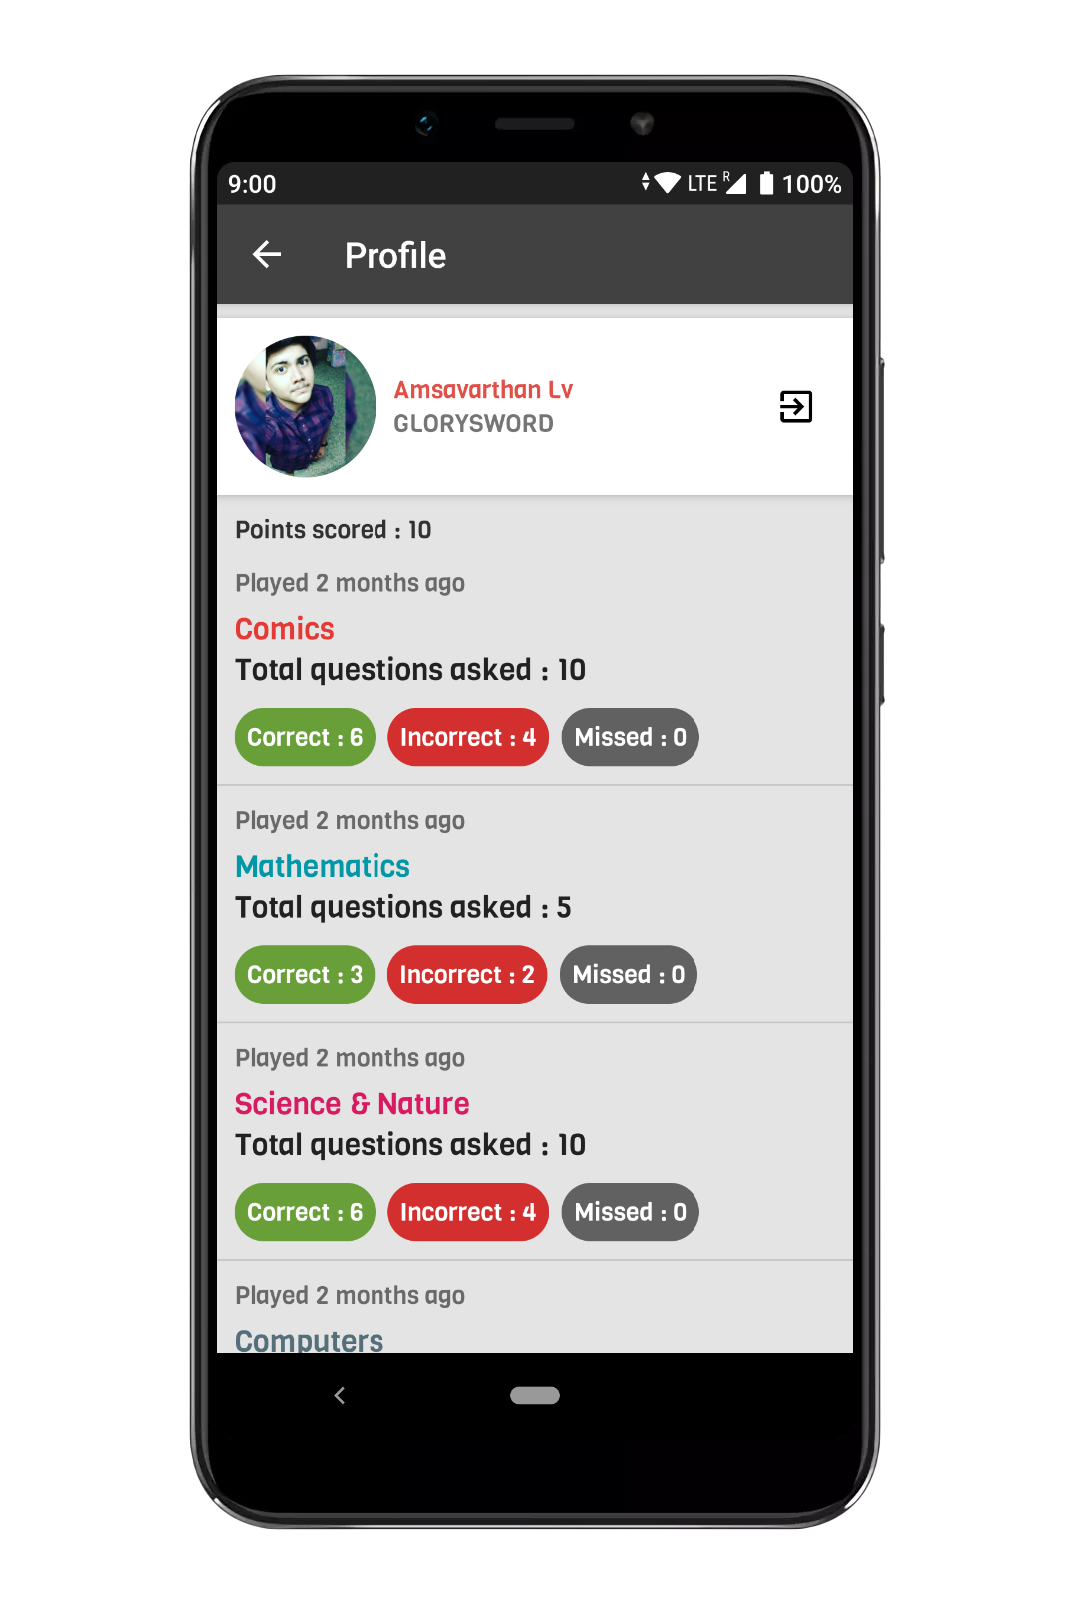 9:00 LTE R 100%
Profile
Amsavarthan Lv
GLORYSWORD
Points scored : 10
Played 2 months ago
Comics
Total questions asked : 10
Correct : 6 Incorrect : 4 Missed : 0
Played 2 months ago
Mathematics
Total questions asked : 5
Correct : 3 Incorrect : 2 Missed : 0
Played 2 months ago
Science & Nature
Total questions asked : 10
Correct : 6 Incorrect : 4 Missed : 0
Played 2 months ago
Computers